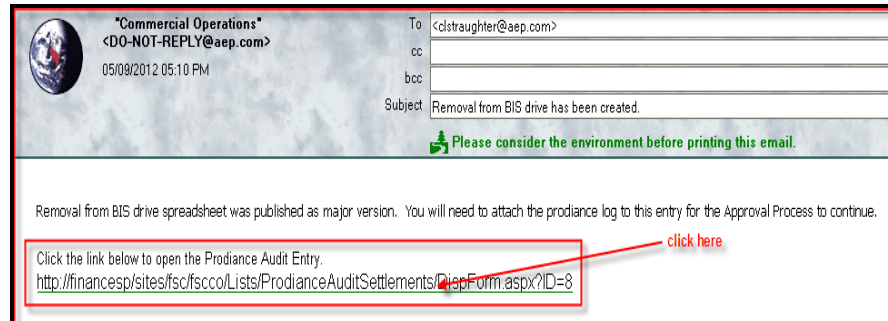 "Commercial Operations"
<DO-NOT-REPLY@aep.com>
05/09/2012 05:10 PM
To <clstraughter@aep.com>
cc
bcc
Subject Removal from BIS drive has been created.
Please consider the environment before printing this email.
Removal from BIS drive spreadsheet was published as major version. You will need to attach the prodiance log to this entry for the Approval Process to continue.
click here
Click the link below to open the Prodiance Audit Entry.
http://financesp/sites/fsc/fscco/Lists/ProdianceAuditSettlements/DispForm.aspx?ID=8